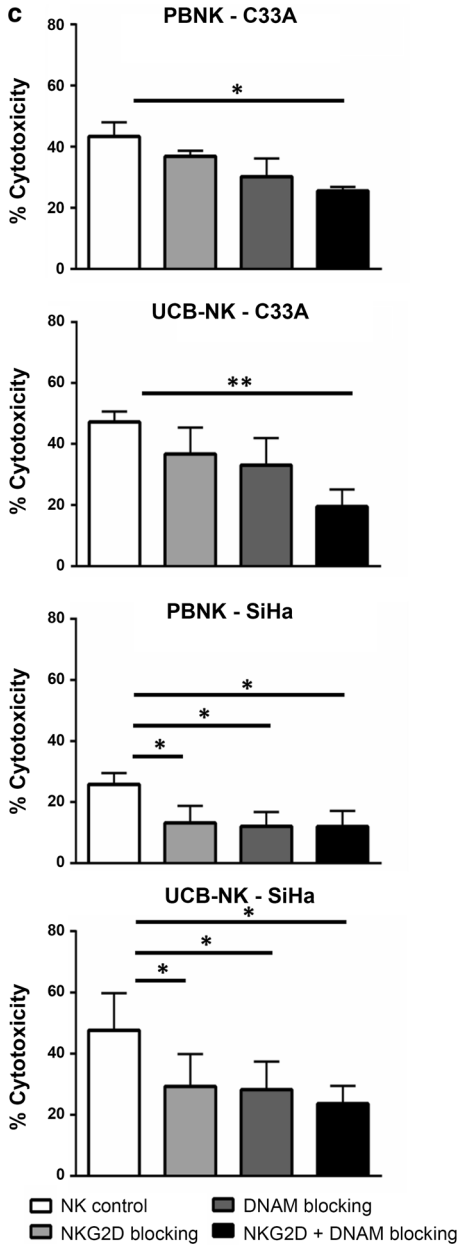 c
PBNK - C33A
80
60
40
20
0
% Cytotoxicity
*
UCB-NK - C33A
80
60
40
20
0
% Cytotoxicity
**
PBNK - SiHa
80
60
40
20
0
% Cytotoxicity
*
*
*
UCB-NK - SiHa
80
60
40
20
0
% Cytotoxicity
*
*
*
NK control
DNAM blocking
NKG2D blocking
NKG2D + DNAM blocking